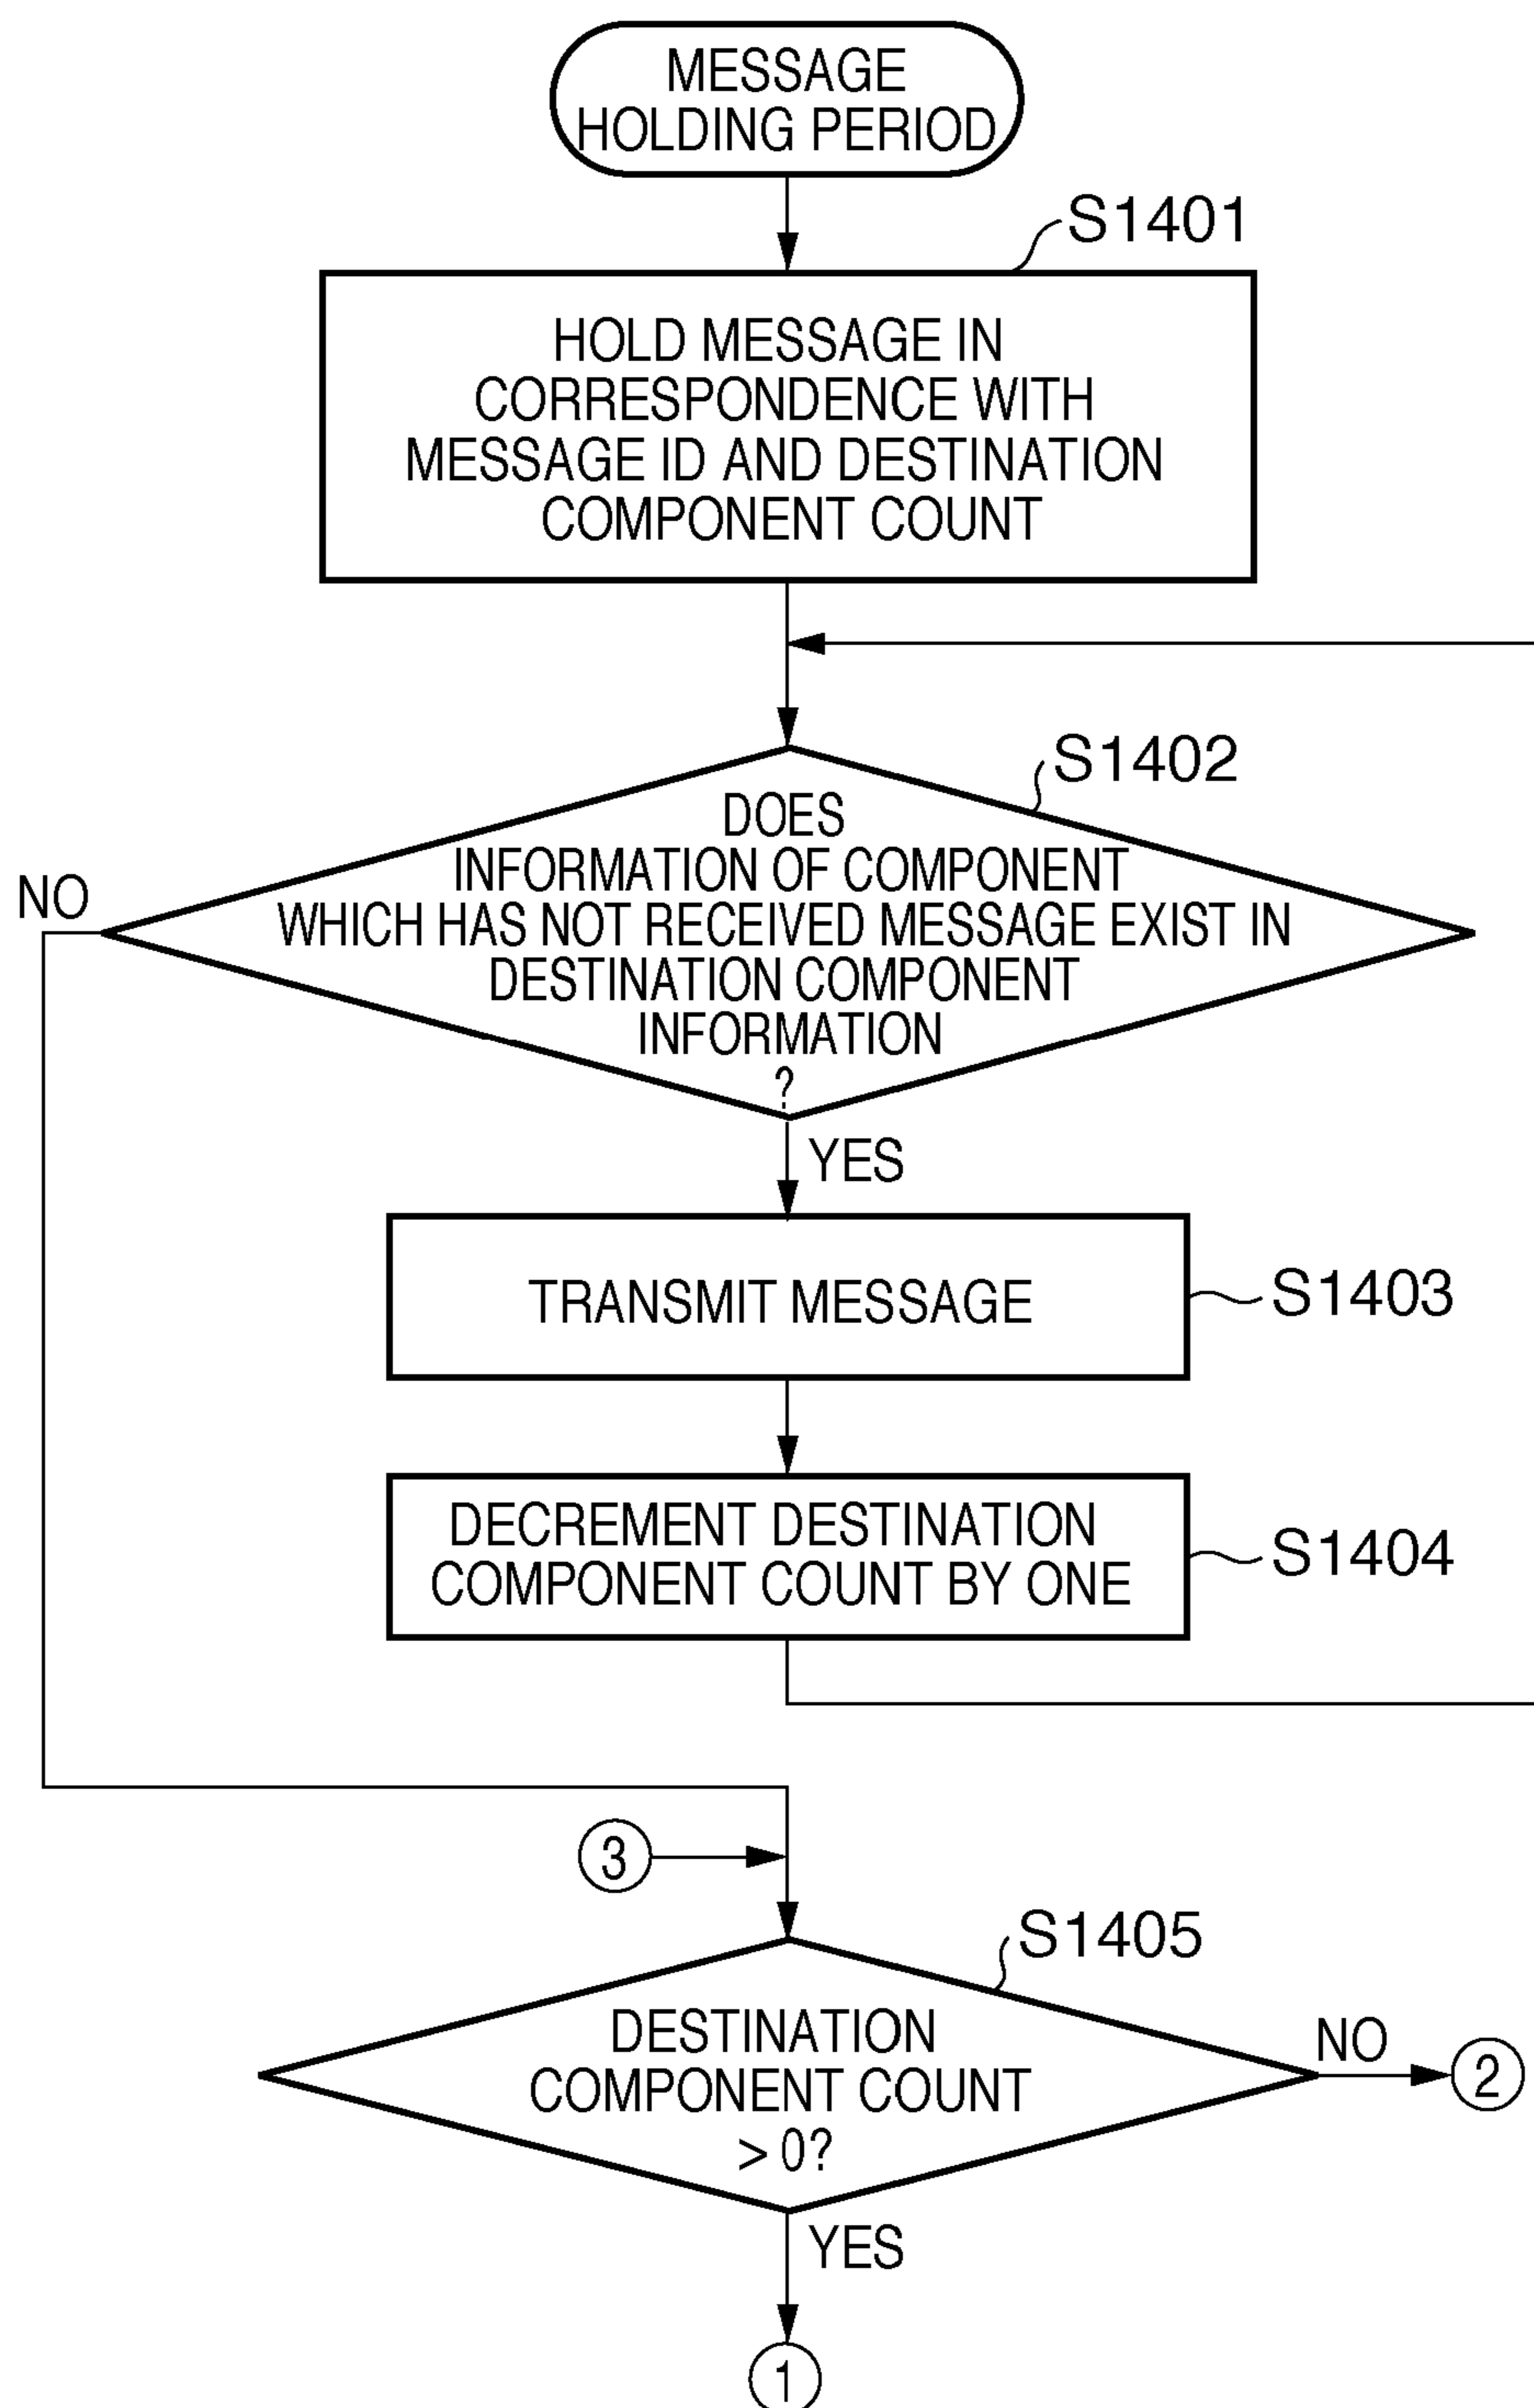 MESSAGE
HOLDING PERIOD
S1401
HOLD MESSAGE IN
CORRESPONDENCE WITH
MESSAGE ID AND DESTINATION
COMPONENT COUNT
S1402
DOES
INFORMATION OF COMPONENT
WHICH HAS NOT RECEIVED MESSAGE EXIST IN
DESTINATION COMPONENT
INFORMATION
?
NO
YES
TRANSMIT MESSAGE
S1403
DECREMENT DESTINATION
COMPONENT COUNT BY ONE
S1404
3
S1405
DESTINATION
COMPONENT COUNT
> 0?
NO
2
YES
1